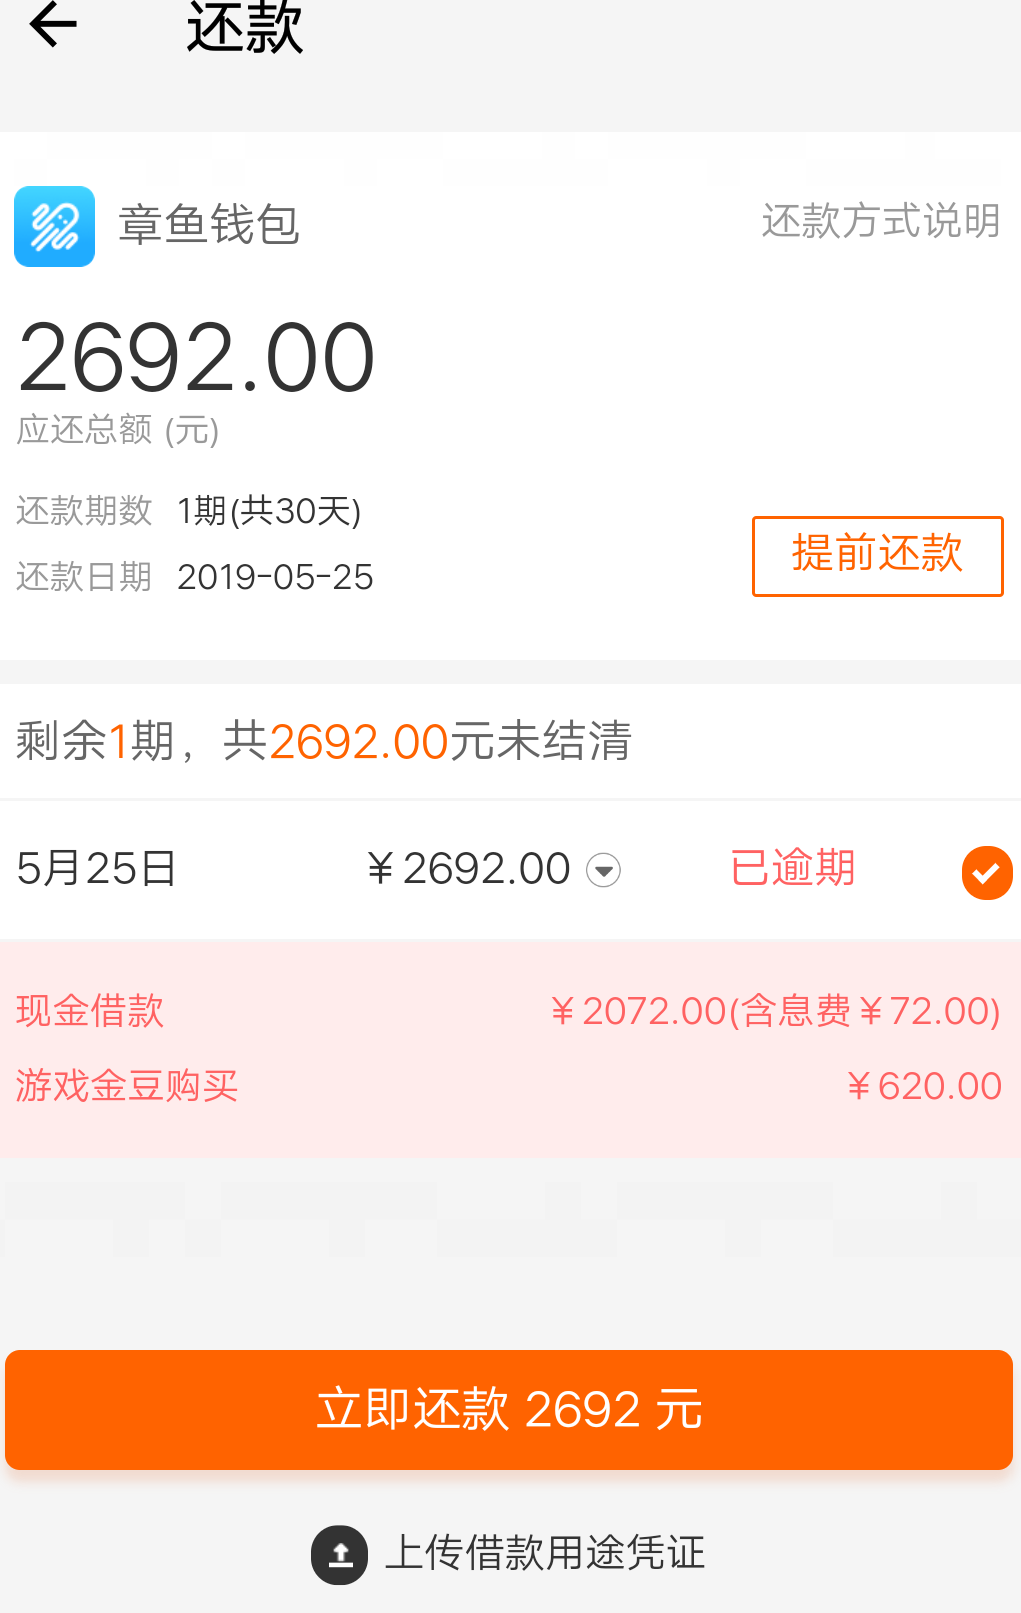 还款
章鱼钱包
还款方式说明
2692.00
应还总额 (元)
还款期数 1期(共30天)
还款日期 2019-05-25
提前还款
剩余1期，共2692.00元未结清
5月25日 ￥2692.00 已逾期
现金借款 ￥2072.00(含息费￥72.00)
游戏金豆购买 ￥620.00
立即还款 2692 元
上传借款用途凭证